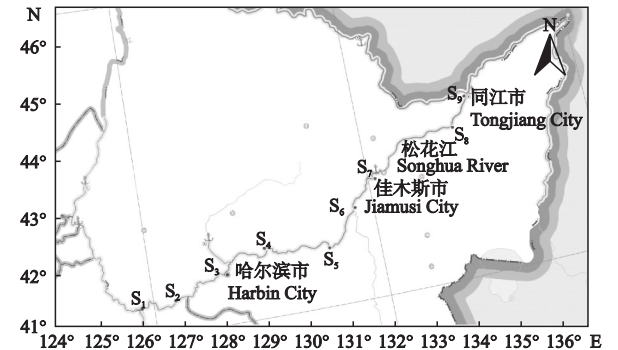 N
N
46°
S9
同江市
Tongjiang City
45°
S8
松花江
44°
S7
Songhua River
佳木斯市
S6
Jiamusi City
43°
S4
S3
哈尔滨市
S5
42°
S2
Harbin City
S1
41°
124° 125° 126° 127° 128° 129° 130° 131° 132° 133° 134° 135° 136° E